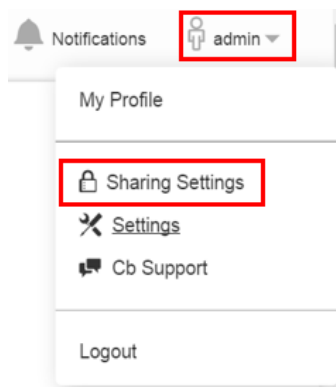 Notifications admin
My Profile
Sharing Settings
Settings
Cb Support
Logout